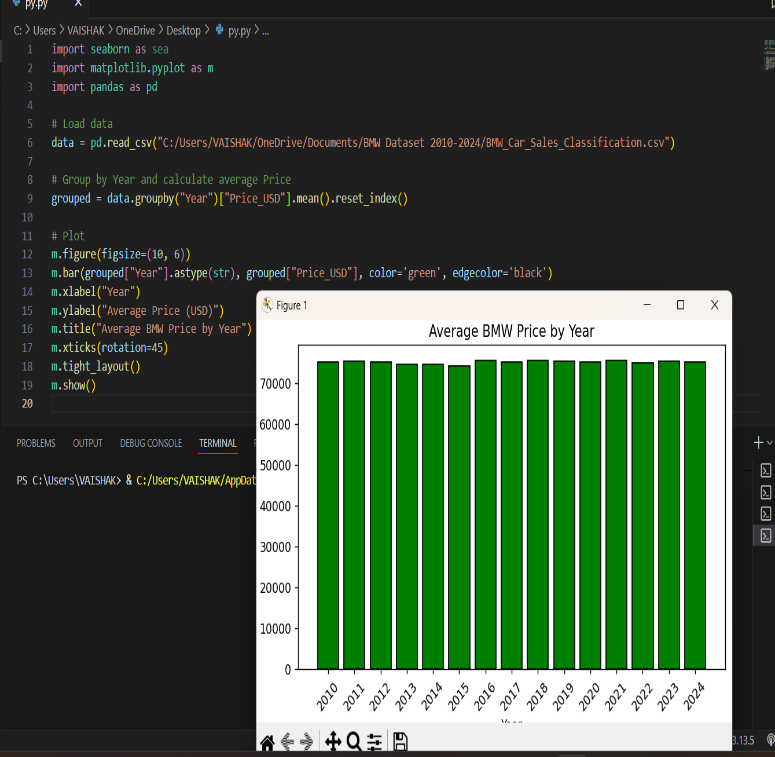 py.py X
C: > Users > VAISHAK > OneDrive > Desktop > py.py > ...
1 import seaborn as sea
2 import matplotlib.pyplot as m
3 import pandas as pd
4
5 # Load data
6 data = pd.read_csv("C:/Users/VAISHAK/OneDrive/Documents/BMW Dataset 2010-2024/BMW_Car_Sales_Classification.csv")
7
8 # Group by Year and calculate average Price
9 grouped = data.groupby("Year")["Price_USD"].mean().reset_index()
10
11 # Plot
12 m.figure(figsize=(10, 6))
13 m.bar(grouped["Year"].astype(str), grouped["Price_USD"], color='green', edgecolor='black')
14 m.xlabel("Year")
15 m.ylabel("Average Price (USD)")
16 m.title("Average BMW Price by Year")
17 m.xticks(rotation=45)
18 m.tight_layout()
19 m.show()
20
Figure 1
Average BMW Price by Year
70000
60000
50000
40000
30000
20000
10000
0
2010 2011 2012 2013 2014 2015 2016 2017 2018 2019 2020 2021 2022 2023 2024
Year
PROBLEMS OUTPUT DEBUG CONSOLE TERMINAL
PS C:\Users\VAISHAK> & C:/Users/VAISHAK/AppDat
3.13.5